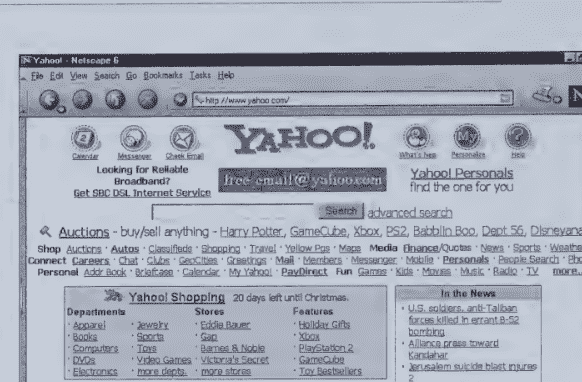 Yahoo! - Netscape 6
File Edit View Search Go Bookmarks Tasks Help
http://www.yahoo.com/
Calendar Messenger Check Email YAHOO! What's New Personalize Help
Looking for Reliable
Broadband?
Get SBC DSL Internet Service
free email@yahoo.com
Yahoo! Personals
find the one for you
Search advanced search
Auctions - buy/sell anything - Harry Potter, GameCube, Xbox, PS2, Babblin Boo, Dept 56, Disneyana
Shop Auctions · Autos · Classifieds · Shopping · Travel · Yellow Pgs · Maps Media Finance/Quotes · News · Sports · Weathe
Connect Careers · Chat · Clubs · GeoCities · Greetings · Mail · Members · Messenger · Mobile · Personals · People Search · Pho
Personal Addr Book · Briefcase · Calendar · My Yahoo! · PayDirect Fun Games · Kids · Movies · Music · Radio · TV more...
Yahoo! Shopping 20 days left until Christmas.
Departments Stores Features
· Apparel · Jewelry · Eddie Bauer · Holiday Gifts
· Books · Sports · Gap · Xbox
· Computers · Toys · Barnes & Noble · PlayStation 2
· DVDs · Video Games · Victoria's Secret · GameCube
· Electronics · more depts. · more stores · Toy Bestsellers
In the News
· U.S. soldiers, anti-Taliban
forces killed in errant B-52
bombing
· Alliance press toward
Kandahar
· Jerusalem suicide blast injures
2